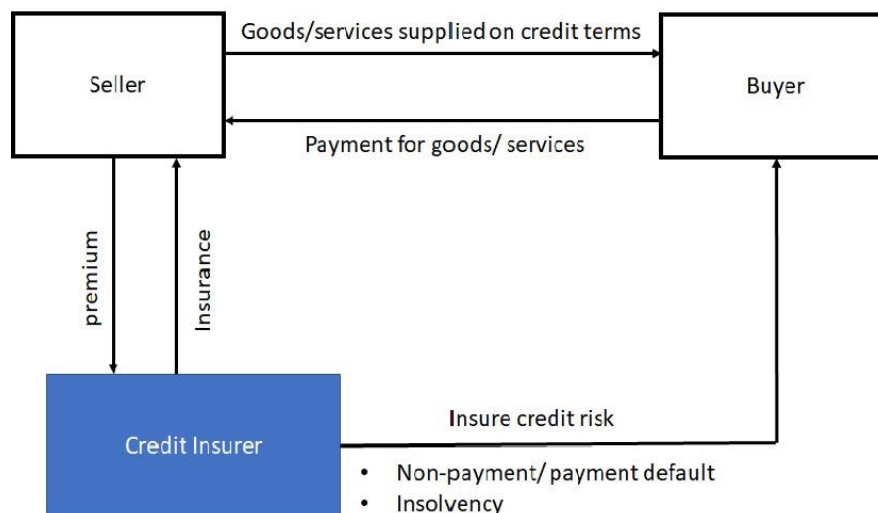 Goods/services supplied on credit terms
Seller
Buyer
Payment for goods/ services
premium
Insurance
Credit Insurer
Insure credit risk
• Non-payment/ payment default
• Insolvency